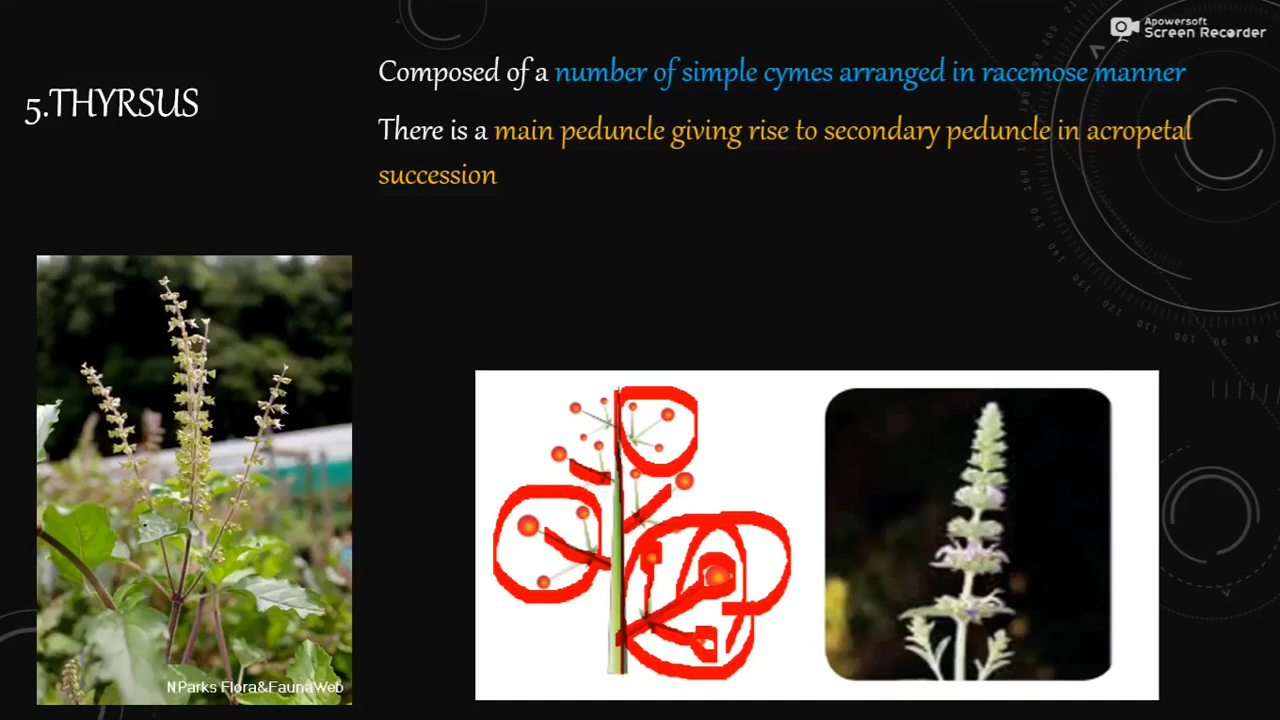 Apowersoft
Screen Recorder
5.THYRSUS
Composed of a number of simple cymes arranged in racemose manner
There is a main peduncle giving rise to secondary peduncle in acropetal
succession
NParks Flora&FaunaWeb